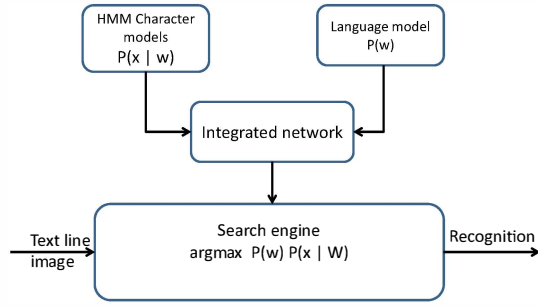 HMM Character
models
P(x | w)
Language model
P(w)
Integrated network
Search engine
argmax P(w) P(x | W)
Text line
image
Recognition